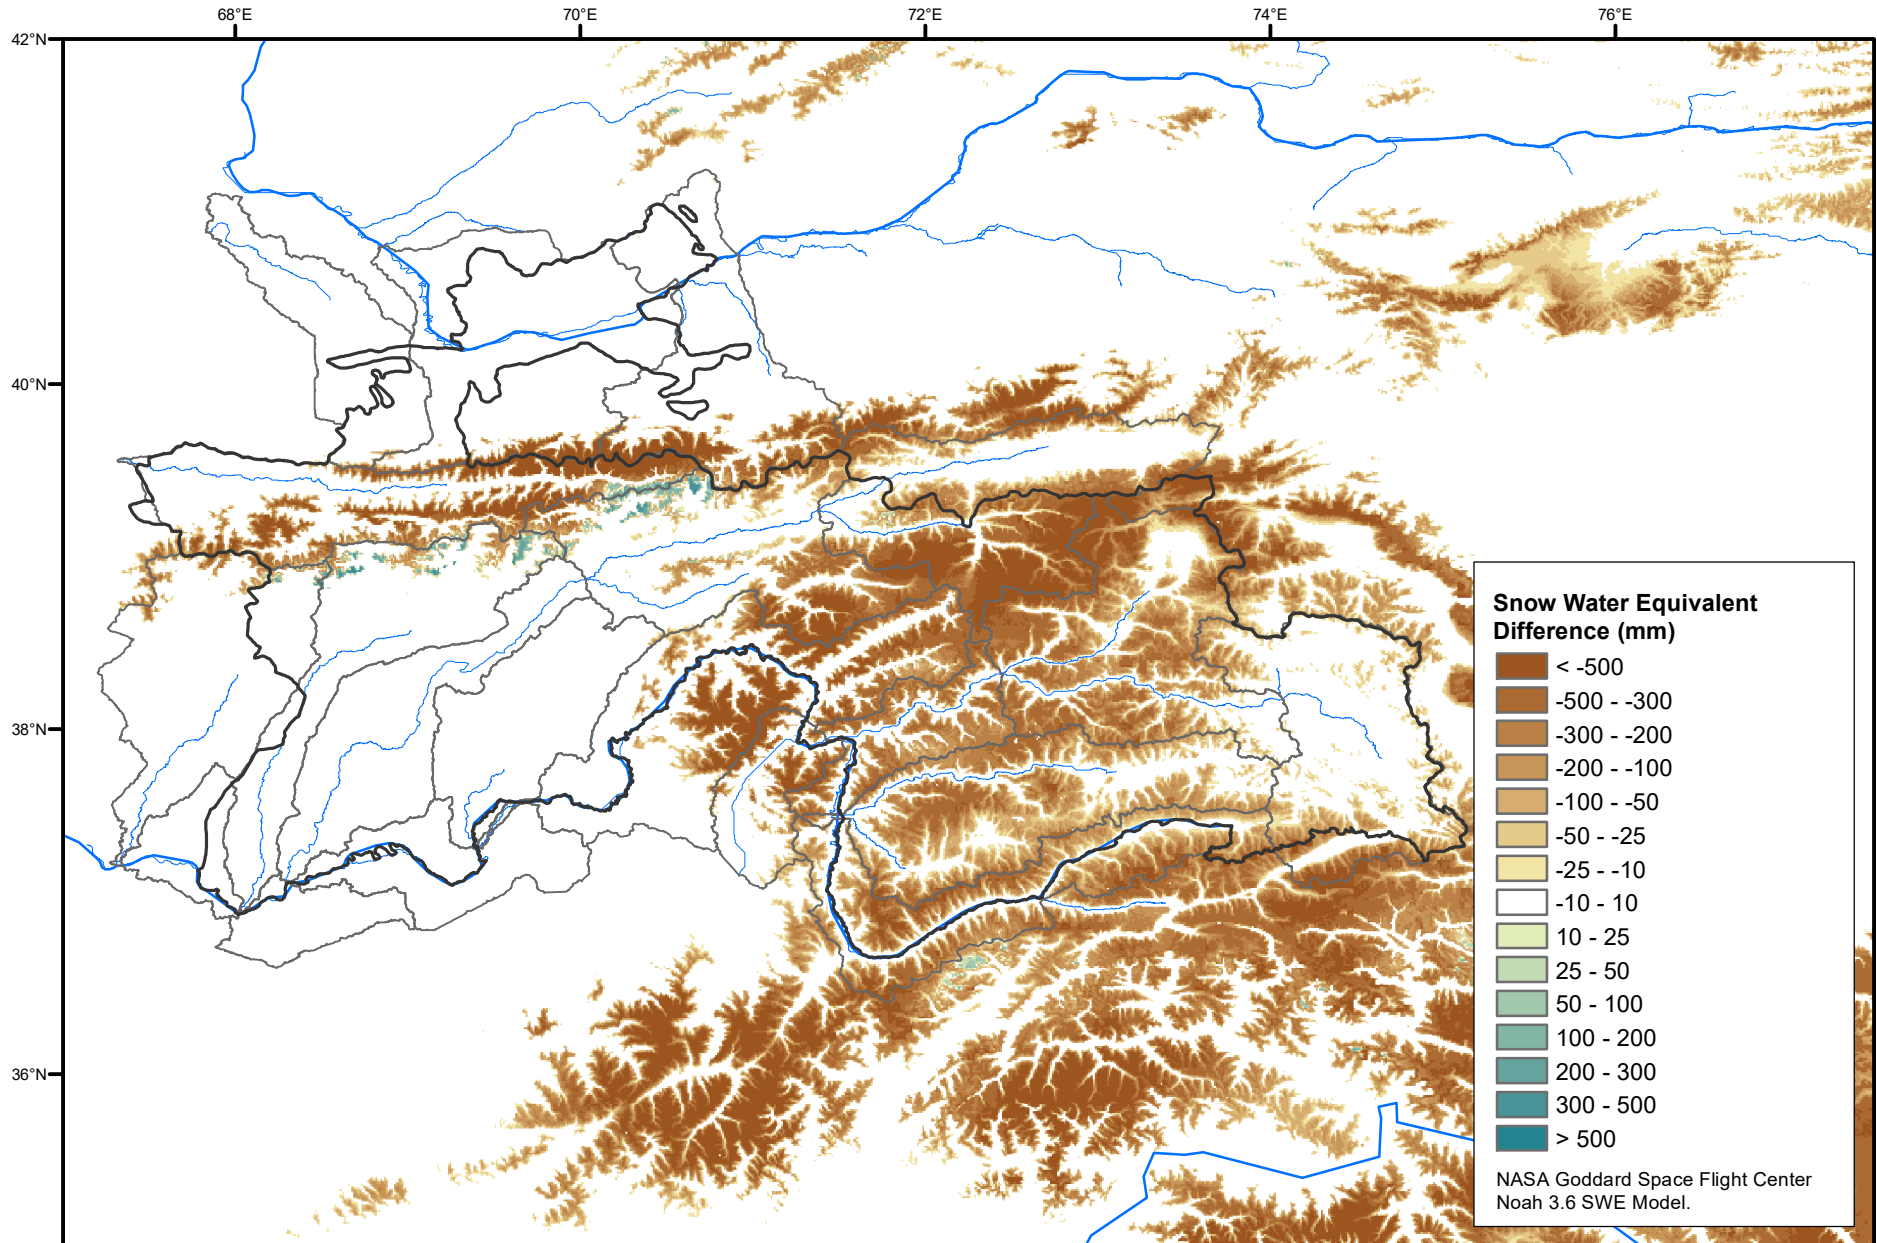 68°E
70°E
72°E
74°E
76°E
42°N
40°N
38°N
36°N
Snow Water Equivalent
Difference (mm)
< -500
-500 - -300
-300 - -200
-200 - -100
-100 - -50
-50 - -25
-25 - -10
-10 - 10
10 - 25
25 - 50
50 - 100
100 - 200
200 - 300
300 - 500
> 500
NASA Goddard Space Flight Center
Noah 3.6 SWE Model.